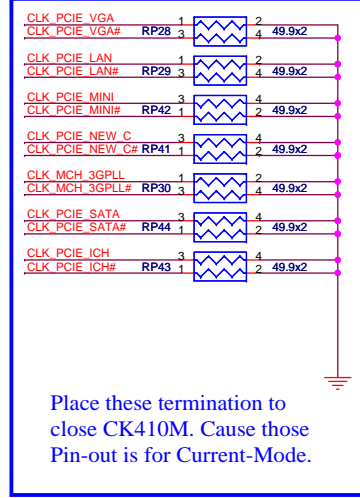 CLK_PCIE_VGA 1 2
CLK_PCIE_VGA# RP28 3 4 49.9x2
CLK_PCIE_LAN 1 2
CLK_PCIE_LAN# RP29 3 4 49.9x2
CLK_PCIE_MINI 3 4
CLK_PCIE_MINI# RP42 1 2 49.9x2
CLK_PCIE_NEW_C 3 4
CLK_PCIE_NEW_C# RP41 1 2 49.9x2
CLK_MCH_3GPLL 1 2
CLK_MCH_3GPLL# RP30 3 4 49.9x2
CLK_PCIE_SATA 3 4
CLK_PCIE_SATA# RP44 1 2 49.9x2
CLK_PCIE_ICH 3 4
CLK_PCIE_ICH# RP43 1 2 49.9x2
Place these termination to
close CK410M. Cause those
Pin-out is for Current-Mode.